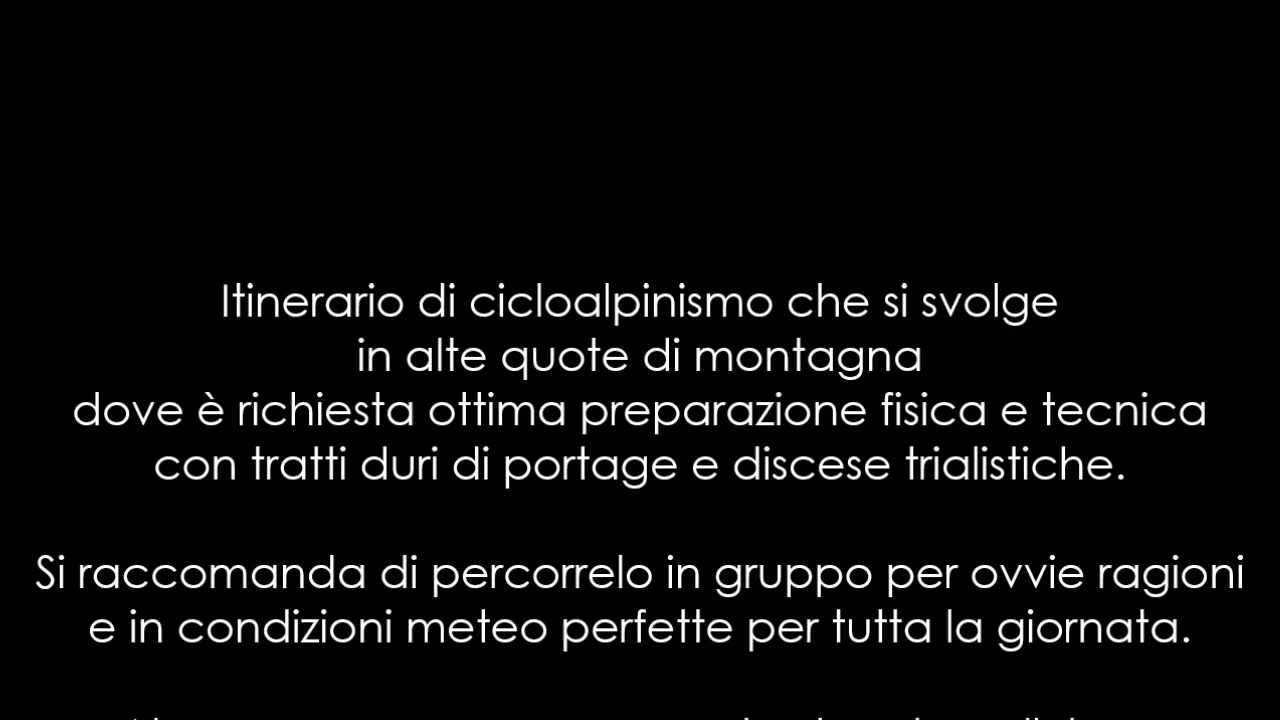 Itinerario di cicloalpinismo che si svolge
in alte quote di montagna
dove è richiesta ottima preparazione fisica e tecnica
con tratti duri di portage e discese trialistiche.
Si raccomanda di percorrelo in gruppo per ovvie ragioni
e in condizioni meteo perfette per tutta la giornata.